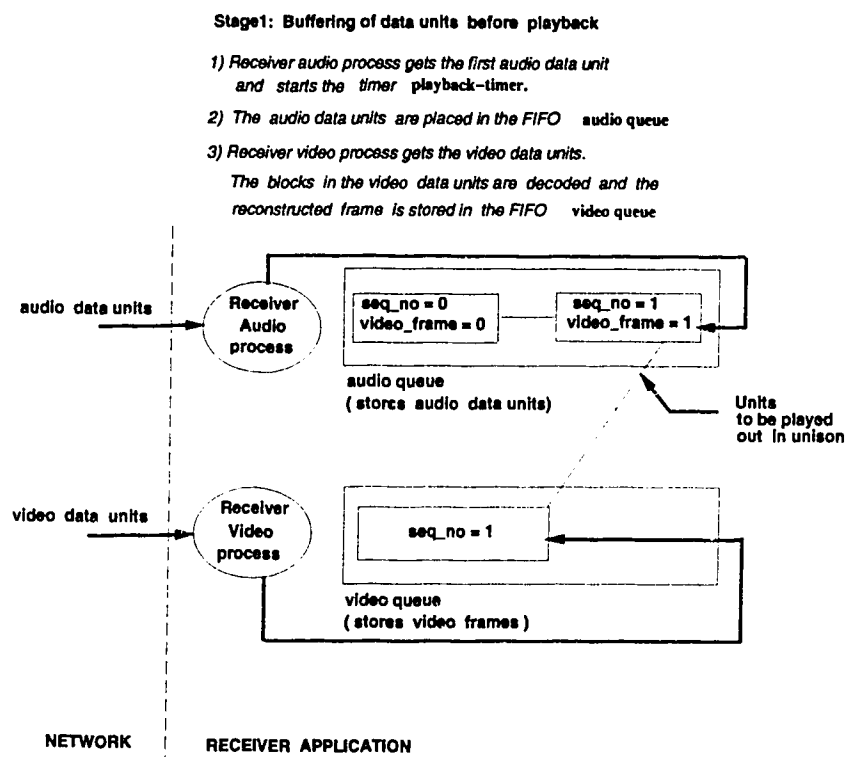 Stage1: Buffering of data units before playback
1) Receiver audio process gets the first audio data unit
and starts the timer playback-timer.
2) The audio data units are placed in the FIFO audio queue
3) Receiver video process gets the video data units.
The blocks in the video data units are decoded and the
reconstructed frame is stored in the FIFO video queue
audio data units
Receiver
Audio
process
seq_no = 0
video_frame = 0
seq_no = 1
video_frame = 1
audio queue
( stores audio data units)
Units
to be played
out in unison
video data units
Receiver
Video
process
seq_no = 1
video queue
( stores video frames )
NETWORK
RECEIVER APPLICATION